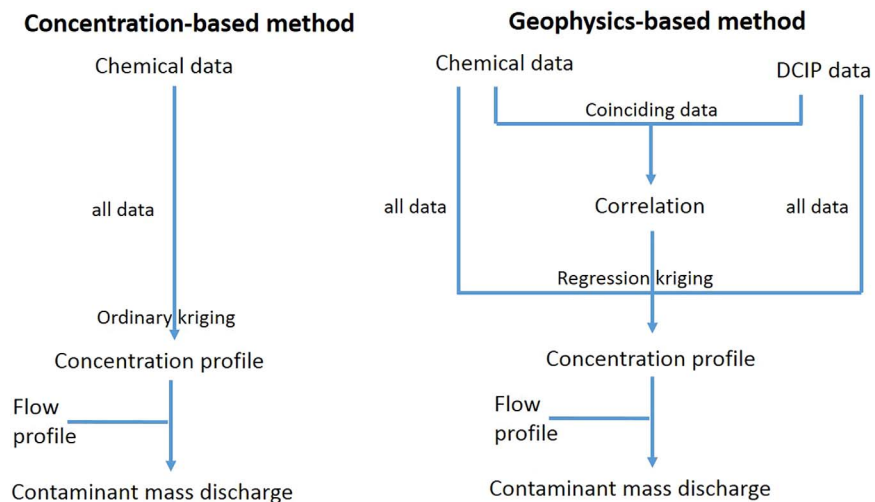 Concentration-based method
Chemical data
all data
Ordinary kriging
Concentration profile
Flow
profile
Contaminant mass discharge
Geophysics-based method
Chemical data
DCIP data
Coinciding data
all data
Correlation
all data
Regression kriging
Concentration profile
Flow
profile
Contaminant mass discharge